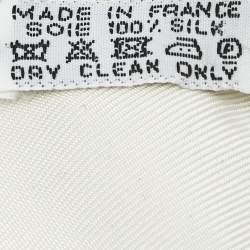 MADE IN FRANCE
SOIE 100% SILK
DRY CLEAN ONLY